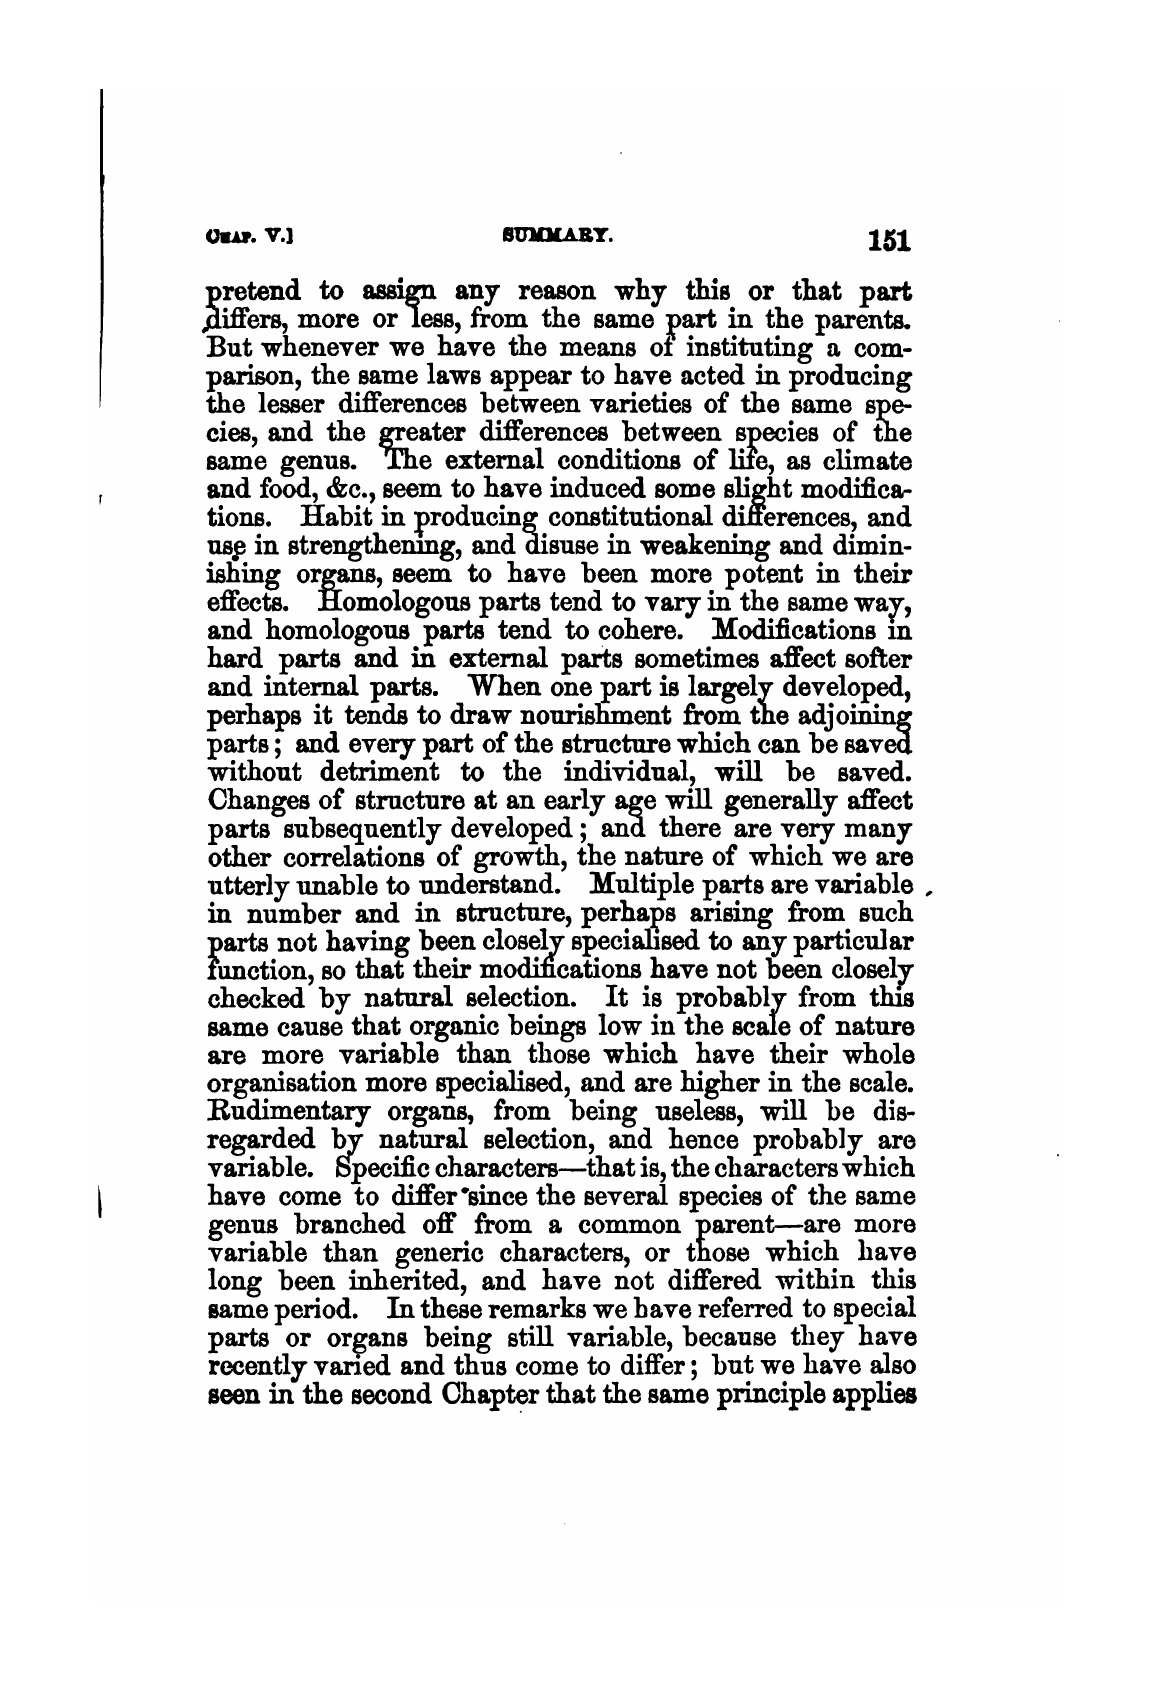 CHAP. V.] SUMMARY. 151
pretend to assign any reason why this or that part
differs, more or less, from the same part in the parents.
But whenever we have the means of instituting a com-
parison, the same laws appear to have acted in producing
the lesser differences between varieties of the same spe-
cies, and the greater differences between species of the
same genus. The external conditions of life, as climate
and food, &c., seem to have induced some slight modifica-
tions. Habit in producing constitutional differences, and
use in strengthening, and disuse in weakening and dimin-
ishing organs, seem to have been more potent in their
effects. Homologous parts tend to vary in the same way,
and homologous parts tend to cohere. Modifications in
hard parts and in external parts sometimes affect softer
and internal parts. When one part is largely developed,
perhaps it tends to draw nourishment from the adjoining
parts; and every part of the structure which can be saved
without detriment to the individual, will be saved.
Changes of structure at an early age will generally affect
parts subsequently developed; and there are very many
other correlations of growth, the nature of which we are
utterly unable to understand. Multiple parts are variable
in number and in structure, perhaps arising from such
parts not having been closely specialised to any particular
function, so that their modifications have not been closely
checked by natural selection. It is probably from this
same cause that organic beings low in the scale of nature
are more variable than those which have their whole
organisation more specialised, and are higher in the scale.
Rudimentary organs, from being useless, will be dis-
regarded by natural selection, and hence probably are
variable. Specific characters—that is, the characters which
have come to differ since the several species of the same
genus branched off from a common parent—are more
variable than generic characters, or those which have
long been inherited, and have not differed within this
same period. In these remarks we have referred to special
parts or organs being still variable, because they have
recently varied and thus come to differ; but we have also
seen in the second Chapter that the same principle applies